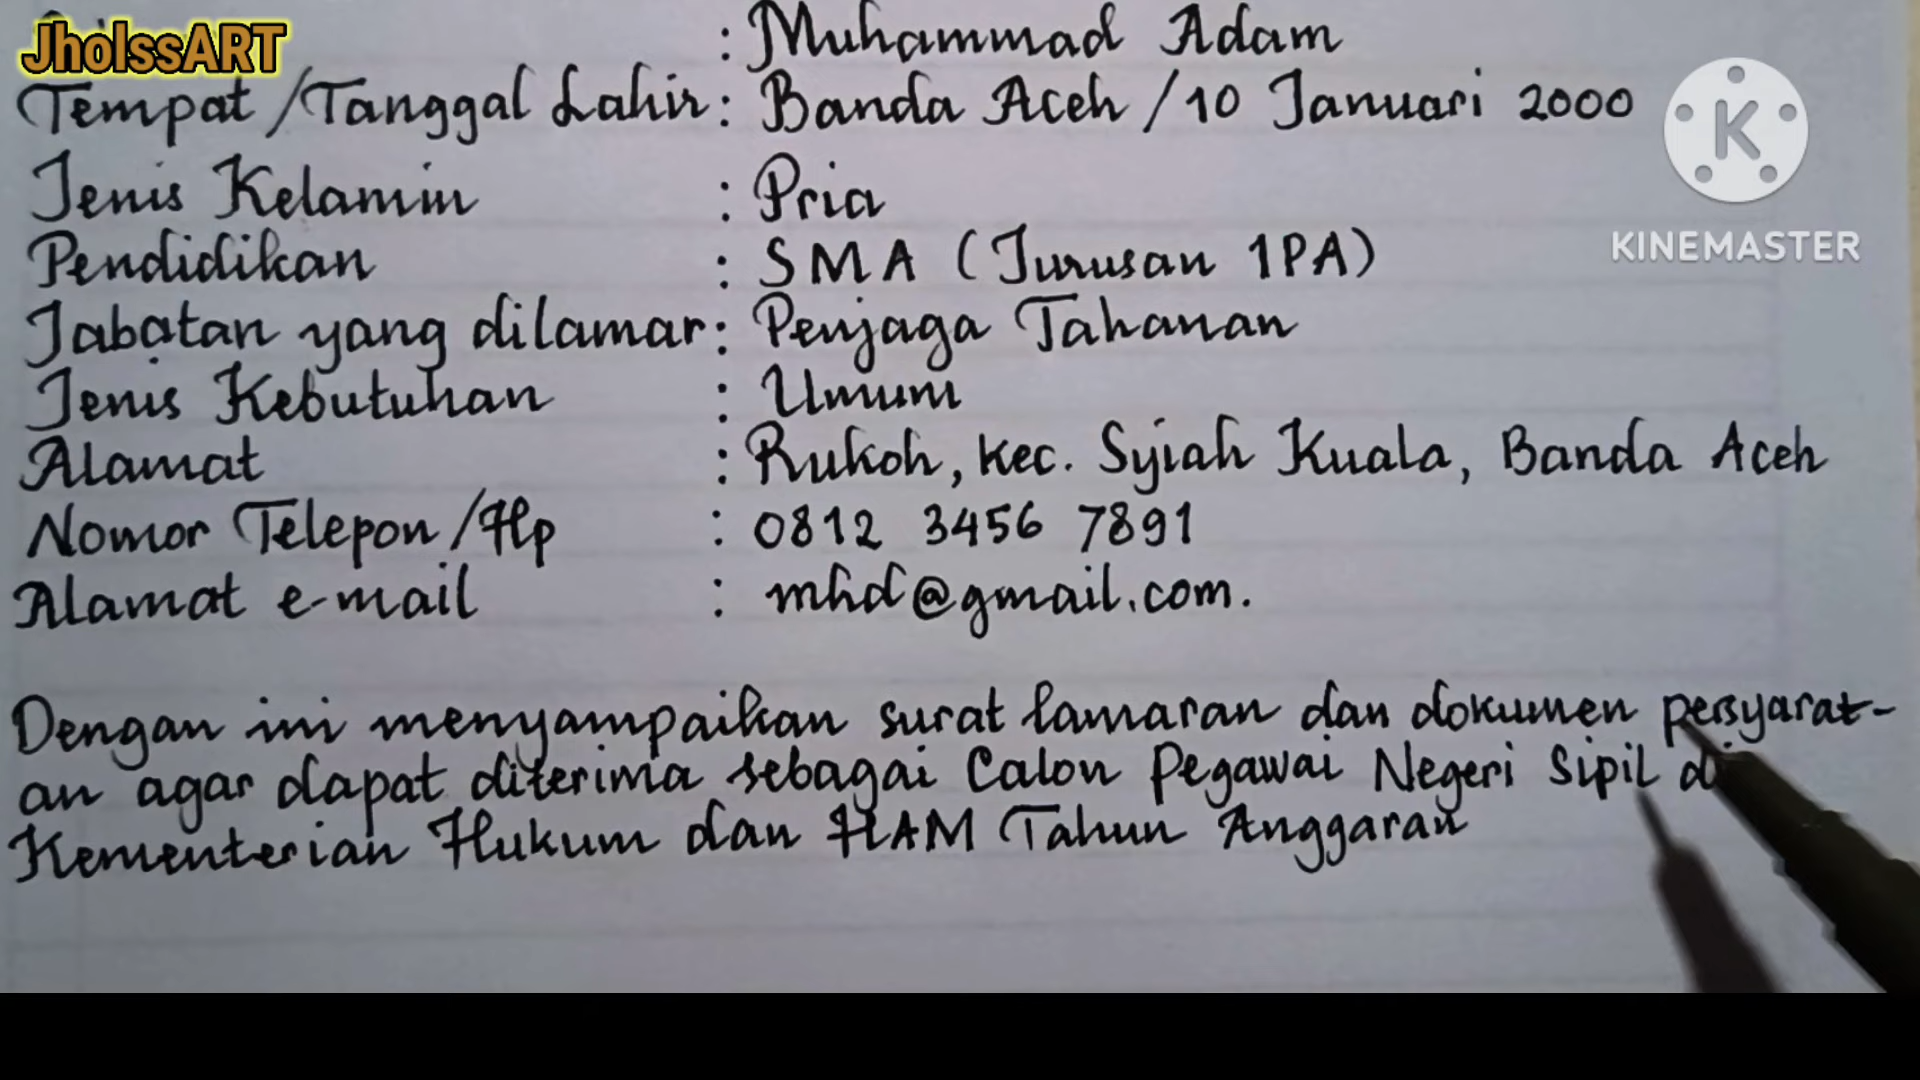 JholssART
: Muhammad Adam
Tempat/Tanggal Lahir : Banda Aceh/10 Januari 2000
Jenis Kelamin : Pria
Pendidikan : SMA (Jurusan IPA)
Jabatan yang dilamar : Penjaga Tahanan
Jenis Kebutuhan : Umum
Alamat : Rukoh, Kec. Syiah Kuala, Banda Aceh
Nomor Telepon/Hp : 0812 3456 7891
Alamat e-mail : mhd@gmail.com.
KINEMASTER
Dengan ini menyampaikan surat lamaran dan dokumen persyarat-
an agar dapat diterima sebagai Calon Pegawai Negeri Sipil di
Kementerian Hukum dan HAM Tahun Anggaran